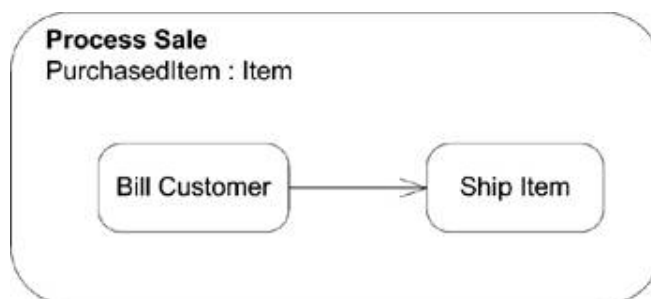 Process Sale
PurchasedItem : Item
Bill Customer
Ship Item